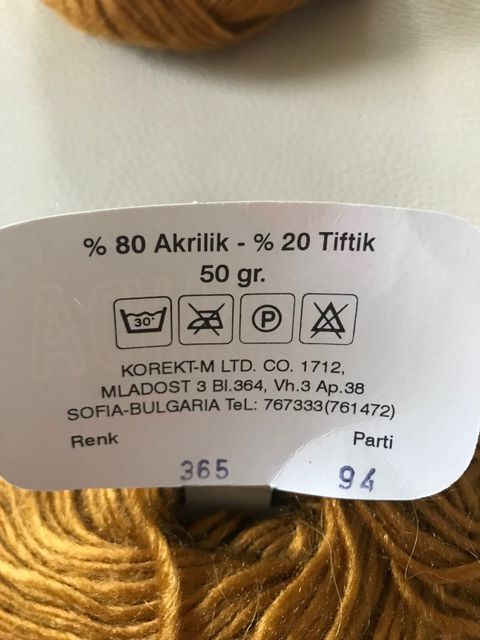 % 80 Akrilik - % 20 Tiftik
50 gr.
30°
P
KOREKT-M LTD. CO. 1712,
MLADOST 3 Bl.364, Vh.3 Ap.38
SOFIA-BULGARIA TeL: 767333(761472)
Renk Parti
365 94